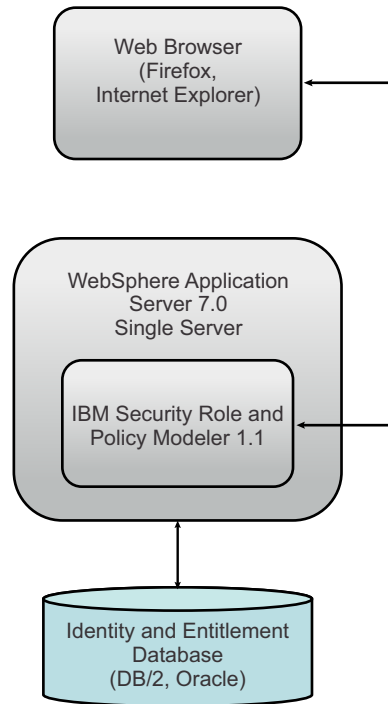 Web Browser
(Firefox,
Internet Explorer)
WebSphere Application
Server 7.0
Single Server
IBM Security Role and
Policy Modeler 1.1
Identity and Entitlement
Database
(DB/2, Oracle)